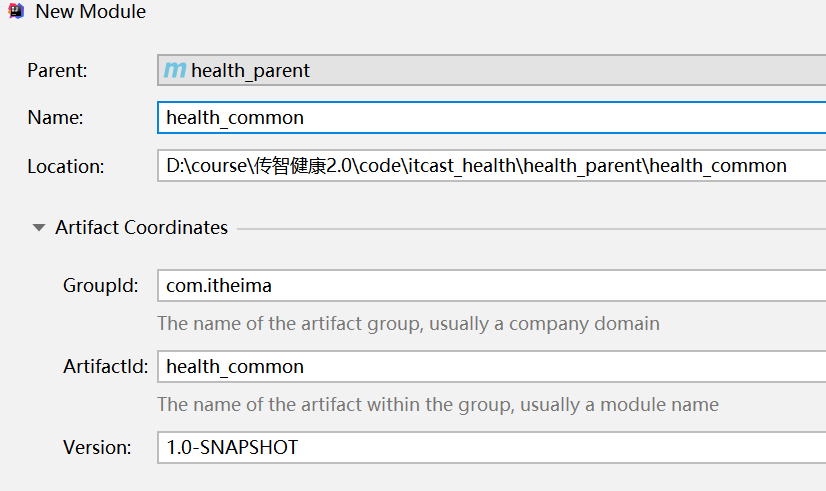 New Module
Parent: health_parent
Name: health_common
Location: D:\course\传智健康2.0\code\itcast_health\health_parent\health_common
Artifact Coordinates
GroupId: com.itheima
The name of the artifact group, usually a company domain
ArtifactId: health_common
The name of the artifact within the group, usually a module name
Version: 1.0-SNAPSHOT